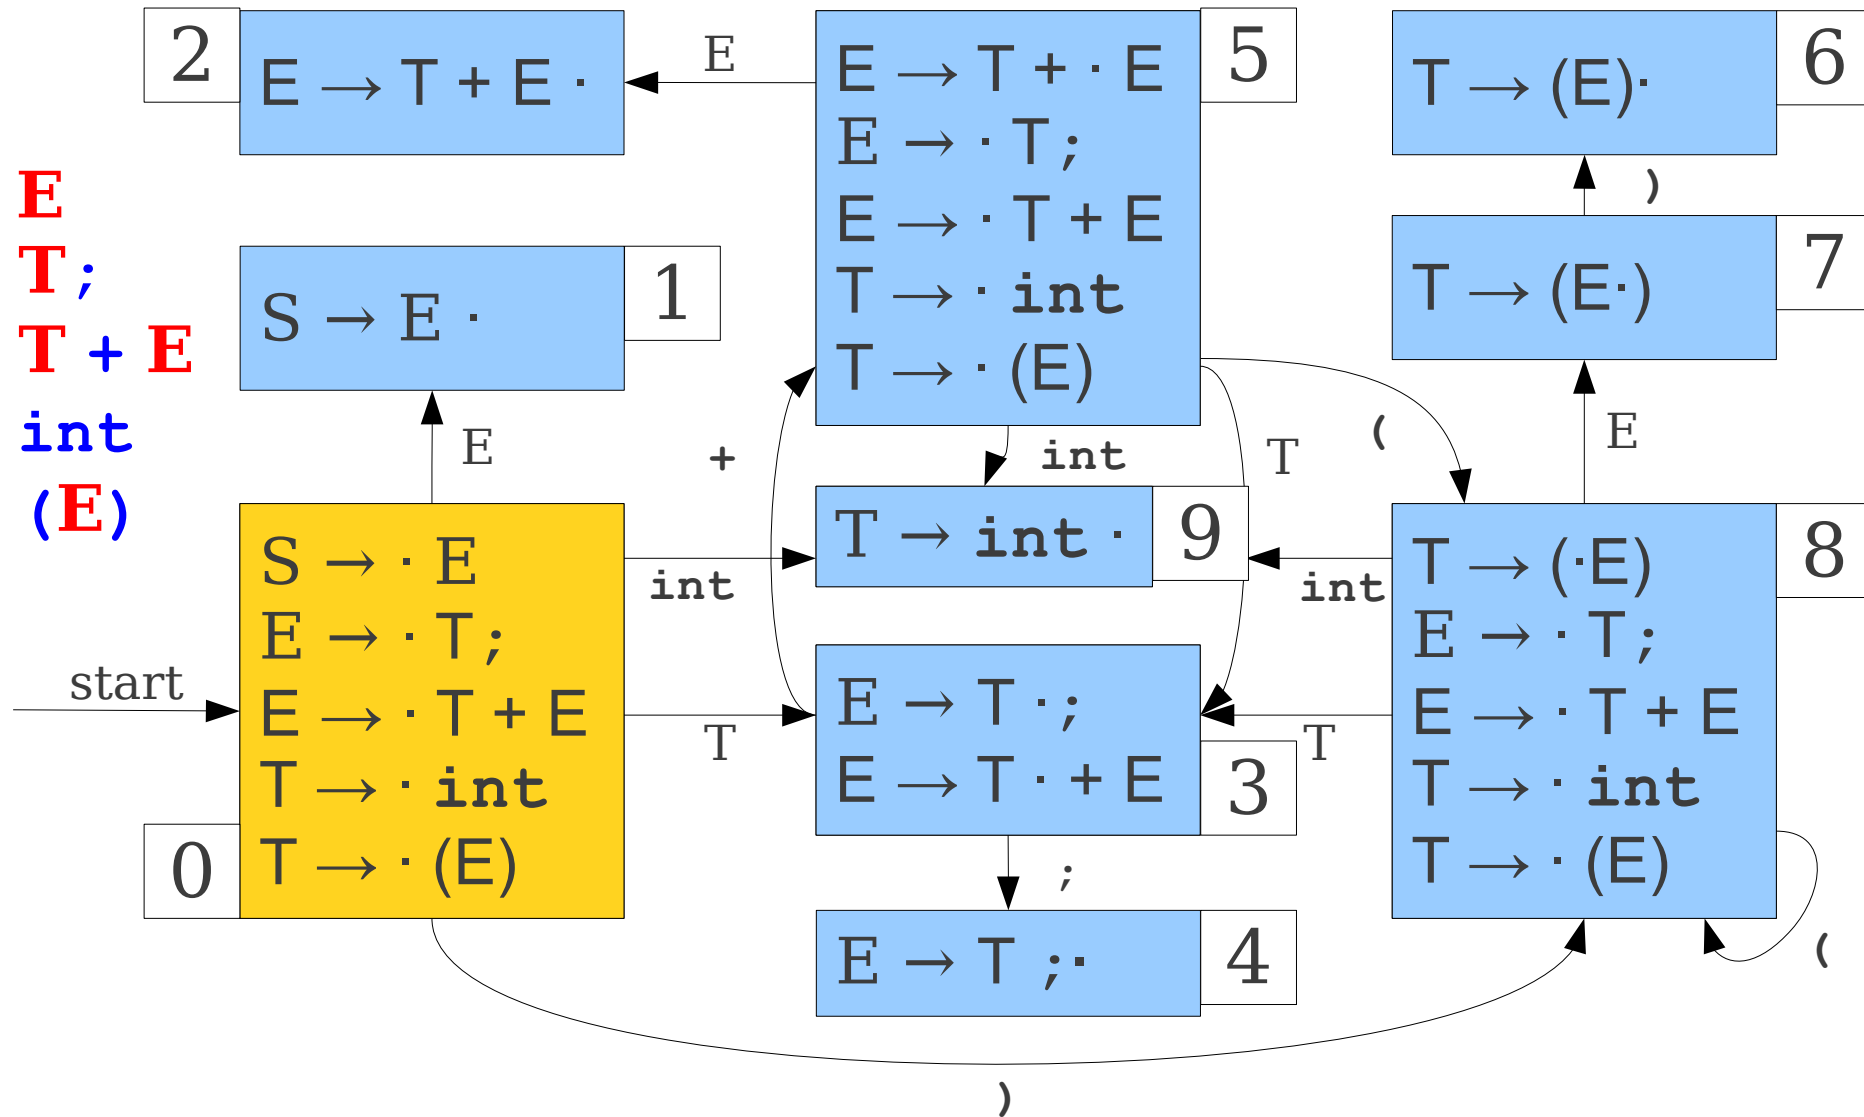 E
T ;
T + E
int
(E)
2
E → T + E ·
E
5
E → T + · E
E → · T ;
E → · T + E
T → · int
T → · (E)
6
T → (E)·
)
7
T → (E·)
1
S → E ·
E
+
int
T
(
E
0
S → · E
E → · T ;
E → · T + E
T → · int
T → · (E)
start
int
T
9
T → int ·
int
T
3
E → T · ;
E → T · + E
;
4
E → T ;·
8
T → (·E)
E → · T ;
E → · T + E
T → · int
T → · (E)
(
)